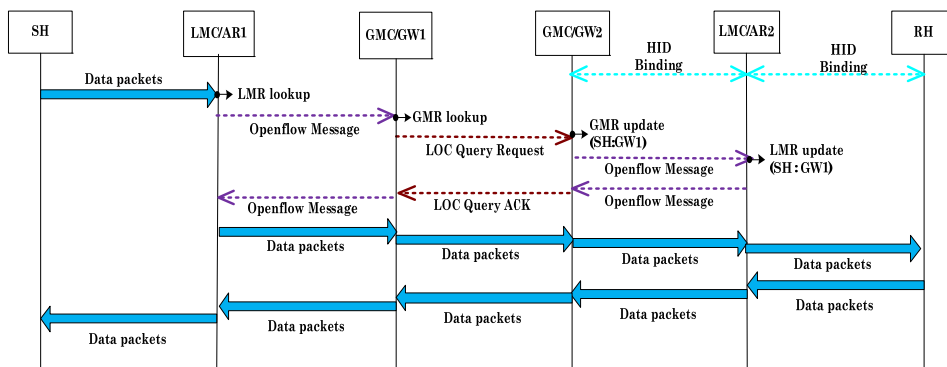 SH
LMC/AR1
GMC/GW1
GMC/GW2
LMC/AR2
RH
HID
Binding
HID
Binding
Data packets
LMR lookup
Openflow Message
GMR lookup
LOC Query Request
GMR update
(SH:GW1)
Openflow Message
LMR update
(SH : GW1)
Openflow Message
LOC Query ACK
Openflow Message
Data packets
Data packets
Data packets
Data packets
Data packets
Data packets
Data packets
Data packets
Data packets